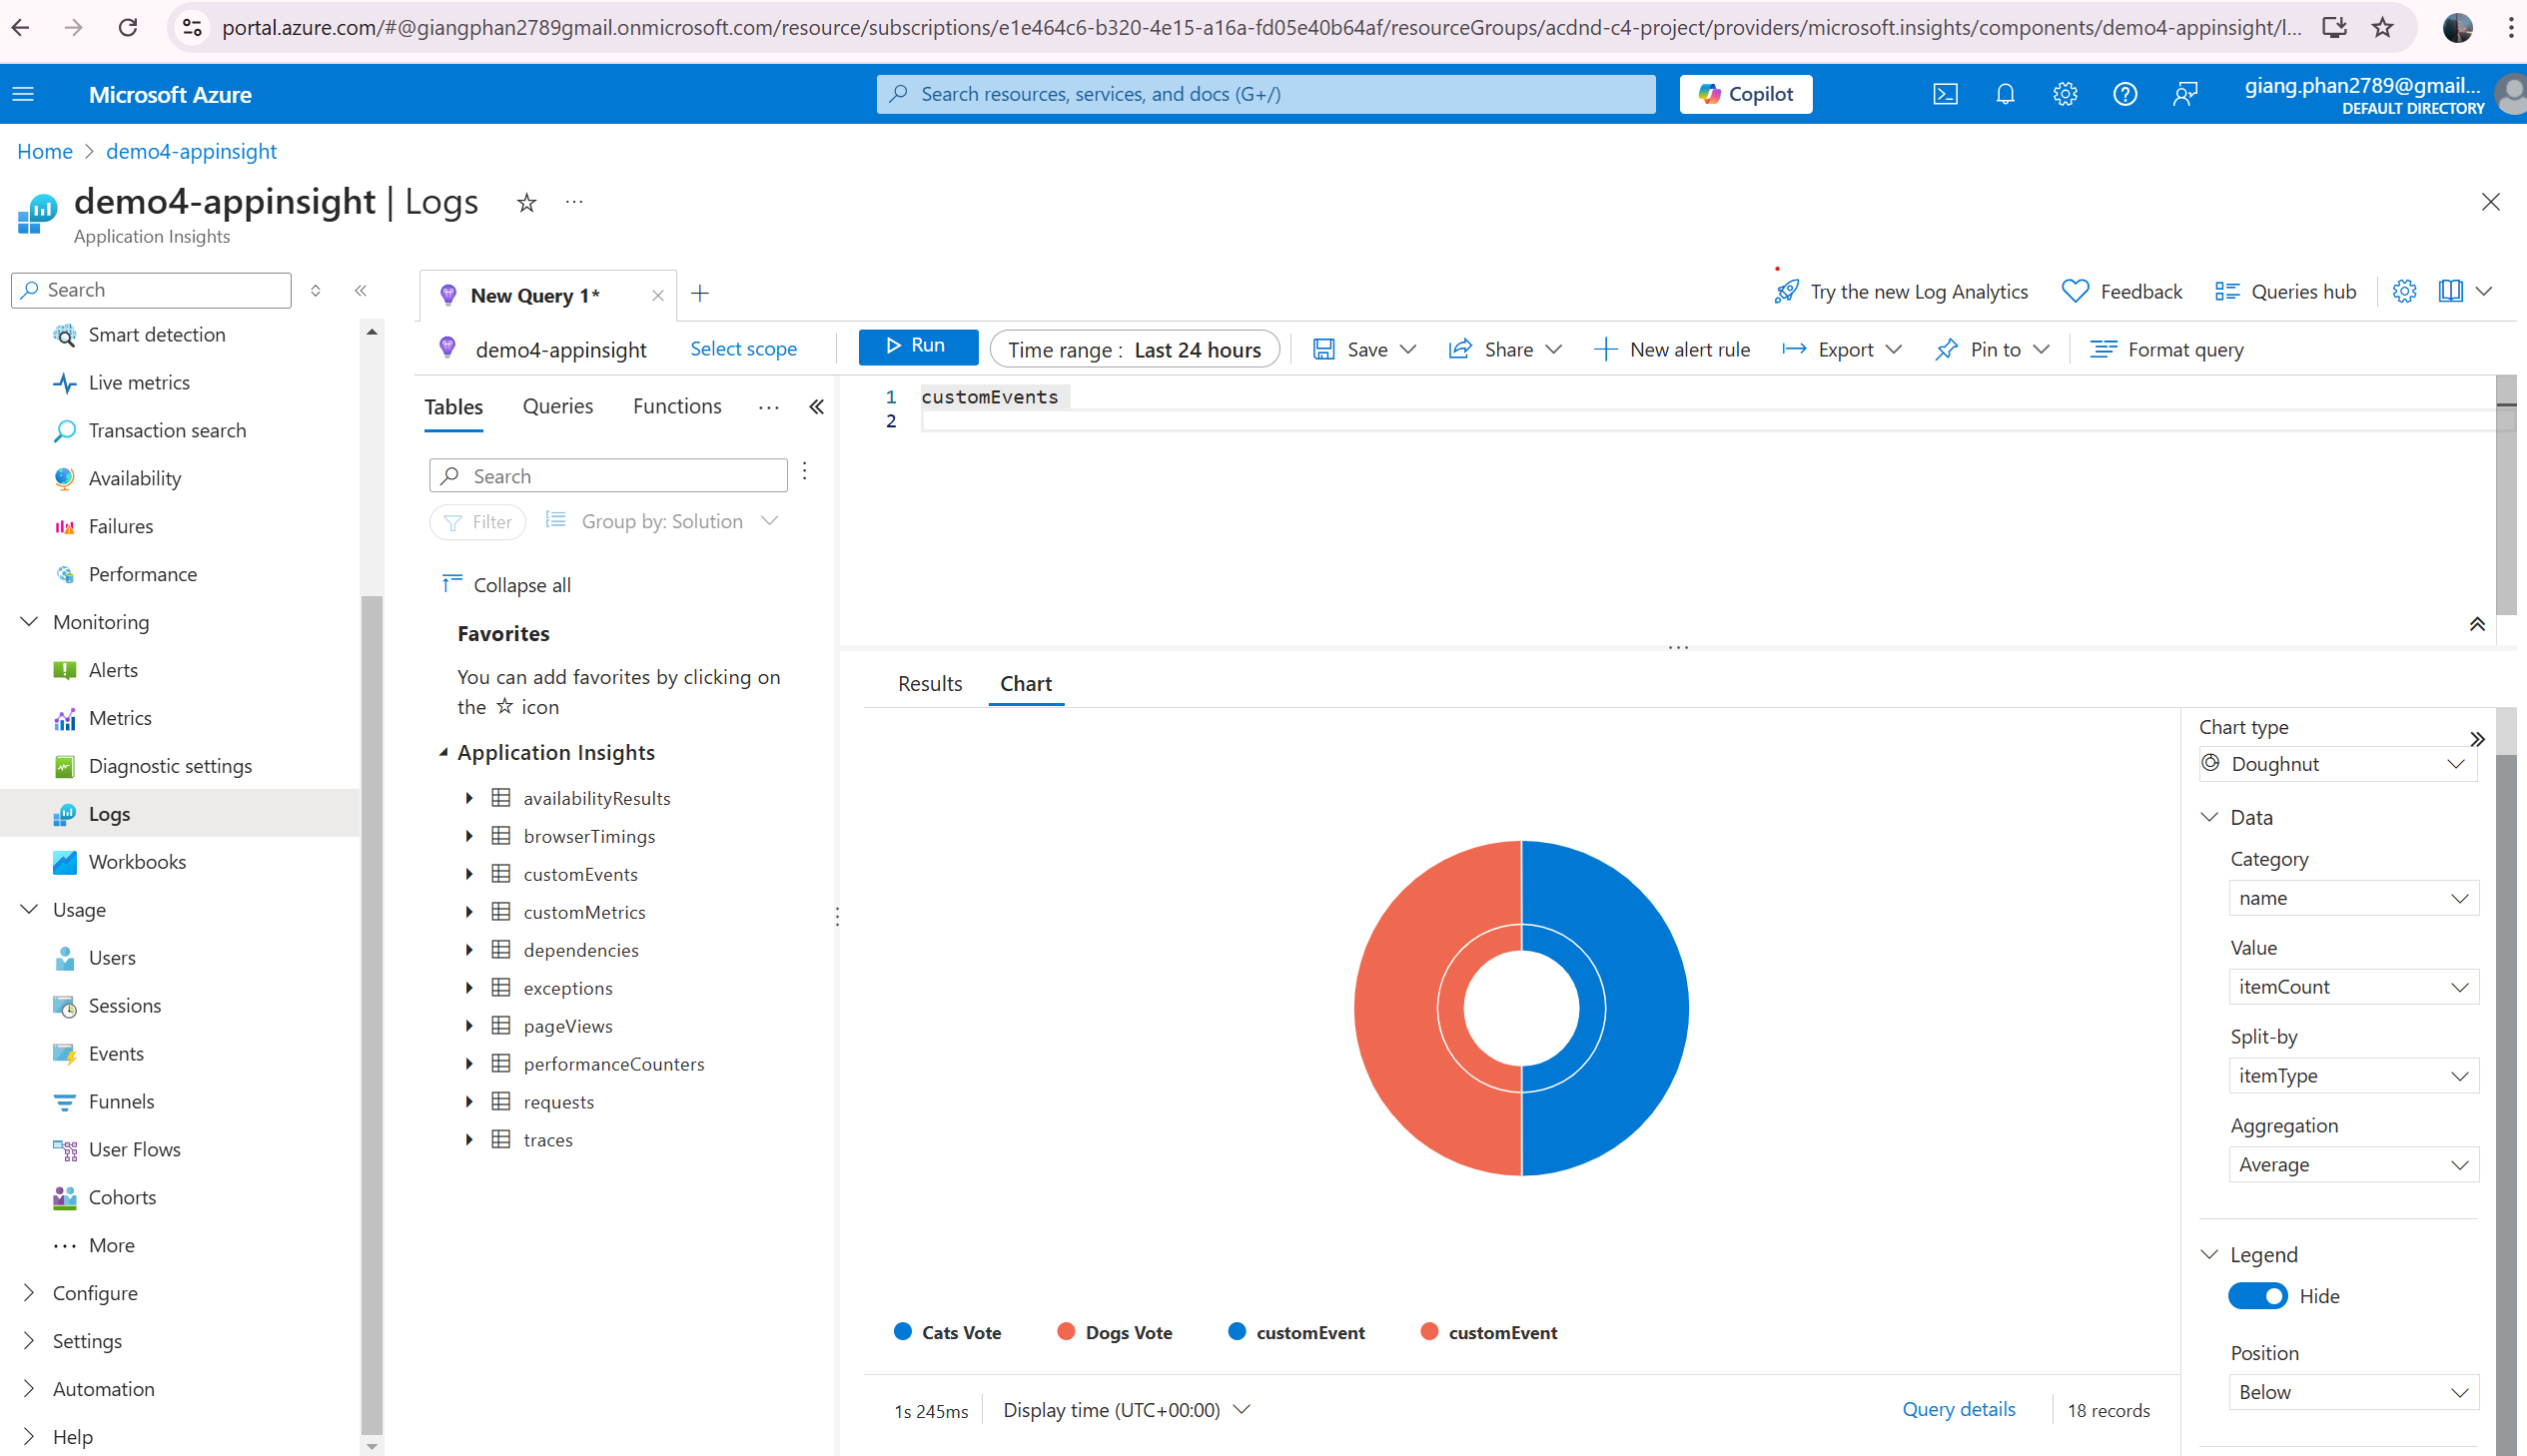 portal.azure.com/#@giangphan2789gmail.onmicrosoft.com/resource/subscriptions/e1e464c6-b320-4e15-a16a-fd05e40b64af/resourceGroups/acdnd-c4-project/providers/microsoft.insights/components/demo4-appinsight/l...
Microsoft Azure
Search resources, services, and docs (G+/)
Copilot
giang.phan2789@gmail...
DEFAULT DIRECTORY
Home > demo4-appinsight
demo4-appinsight | Logs
Application Insights
Search
Smart detection
Live metrics
Transaction search
Availability
Failures
Performance
Monitoring
Alerts
Metrics
Diagnostic settings
Logs
Workbooks
Usage
Users
Sessions
Events
Funnels
User Flows
Cohorts
More
Configure
Settings
Automation
Help
New Query 1*
Try the new Log Analytics
Feedback
Queries hub
demo4-appinsight
Select scope
Run
Time range : Last 24 hours
Save
Share
New alert rule
Export
Pin to
Format query
Tables
Queries
Functions
Search
Filter
Group by: Solution
Collapse all
Favorites
You can add favorites by clicking on
the ☆ icon
Application Insights
availabilityResults
browserTimings
customEvents
customMetrics
dependencies
exceptions
pageViews
performanceCounters
requests
traces
1 customEvents
2
Results
Chart
Cats Vote
Dogs Vote
customEvent
customEvent
Chart type
Doughnut
Data
Category
name
Value
itemCount
Split-by
itemType
Aggregation
Average
Legend
Hide
Position
Below
1s 245ms
Display time (UTC+00:00)
Query details
18 records